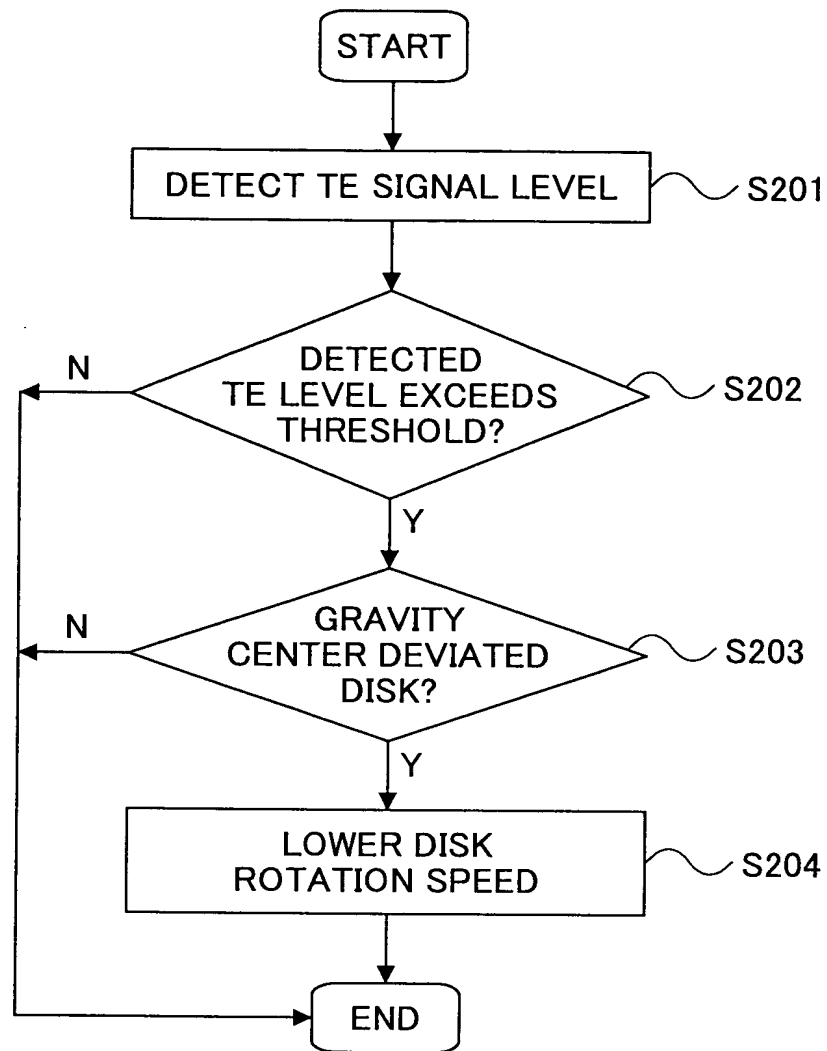 START
DETECT TE SIGNAL LEVEL
S201
DETECTED
TE LEVEL EXCEEDS
THRESHOLD?
N
S202
Y
GRAVITY
CENTER DEVIATED
DISK?
N
S203
Y
LOWER DISK
ROTATION SPEED
S204
END